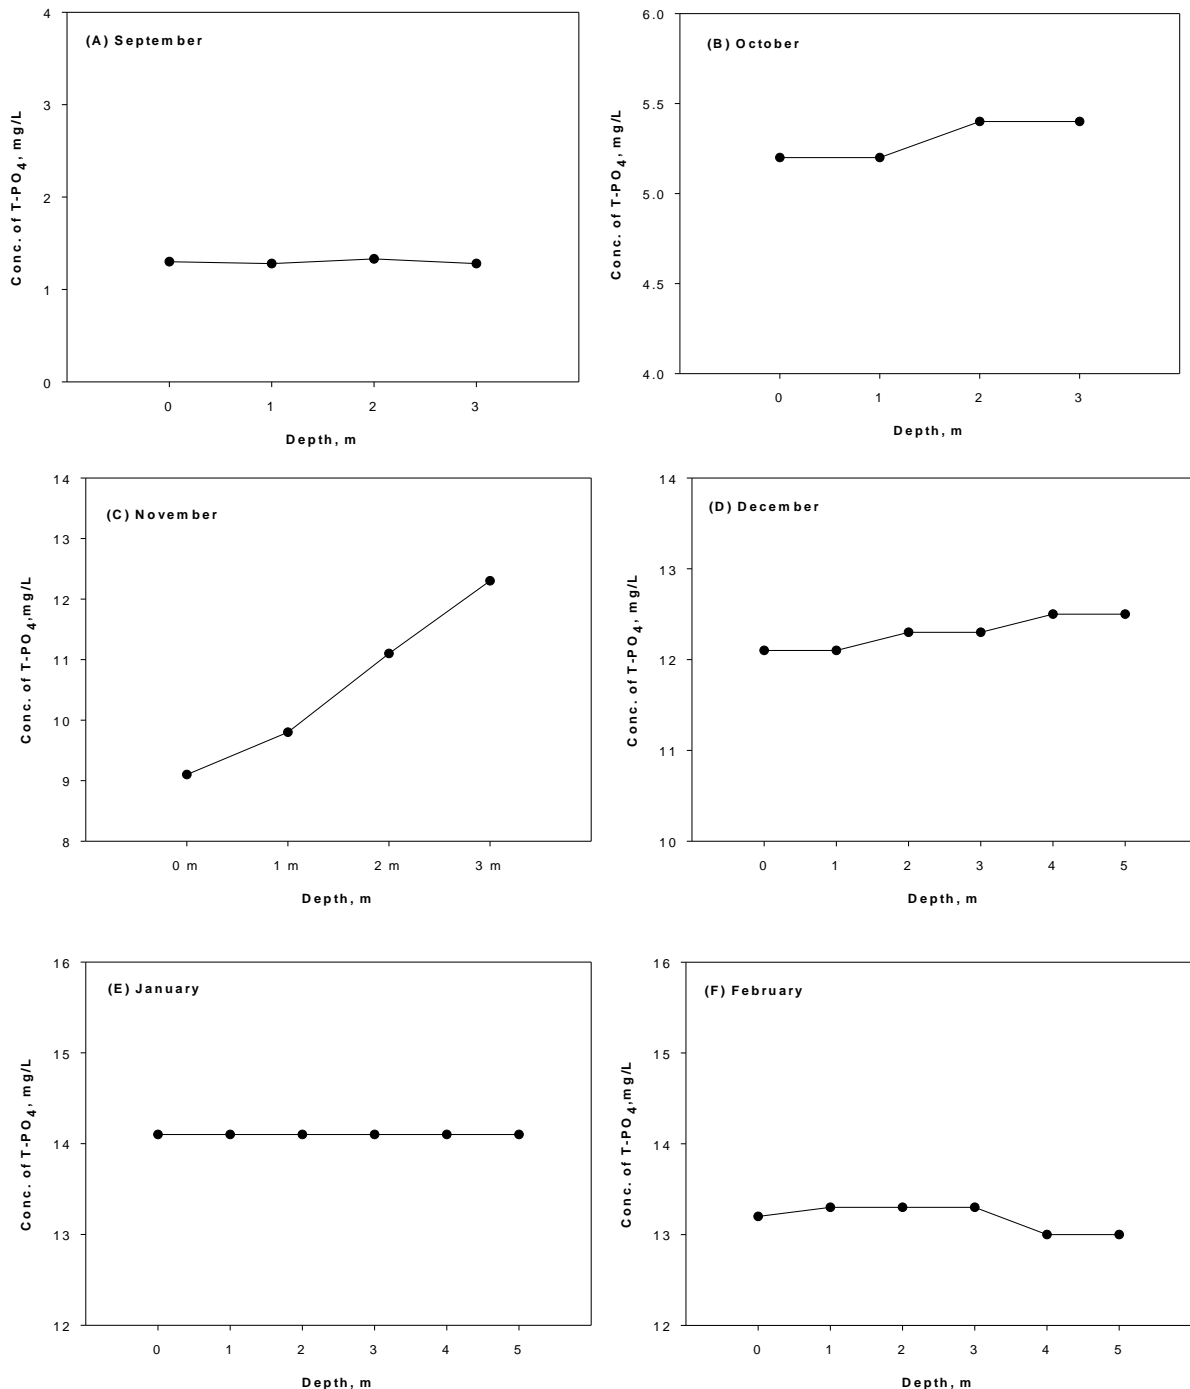 (A) September
Conc. of T-PO4, mg/L
4
3
2
1
0
0 1 2 3
Depth, m
(B) October
Conc. of T-PO4, mg/L
6.0
5.5
5.0
4.5
4.0
0 1 2 3
Depth, m
(C) November
Conc. of T-PO4,mg/L
14
13
12
11
10
9
8
0 m 1 m 2 m 3 m
Depth, m
(D) December
Conc. of T-PO4, mg/L
14
13
12
11
10
0 1 2 3 4 5
Depth, m
(E) January
Conc. of T-PO4, mg/L
16
15
14
13
12
0 1 2 3 4 5
Depth, m
(F) February
Conc. of T-PO4,mg/L
16
15
14
13
12
0 1 2 3 4 5
Depth, m